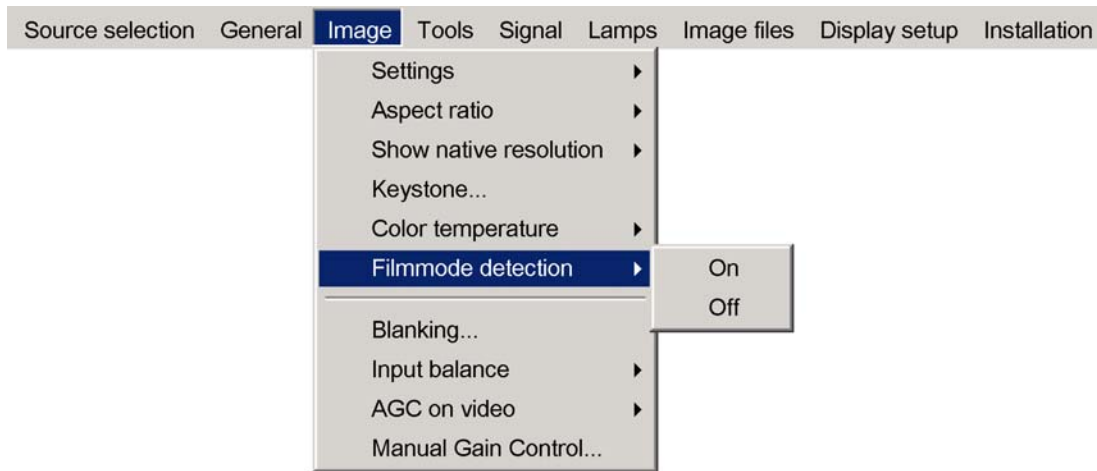 Source selection General Image Tools Signal Lamps Image files Display setup Installation
Settings
Aspect ratio
Show native resolution
Keystone...
Color temperature
Filmmode detection
On
Off
Blanking...
Input balance
AGC on video
Manual Gain Control...